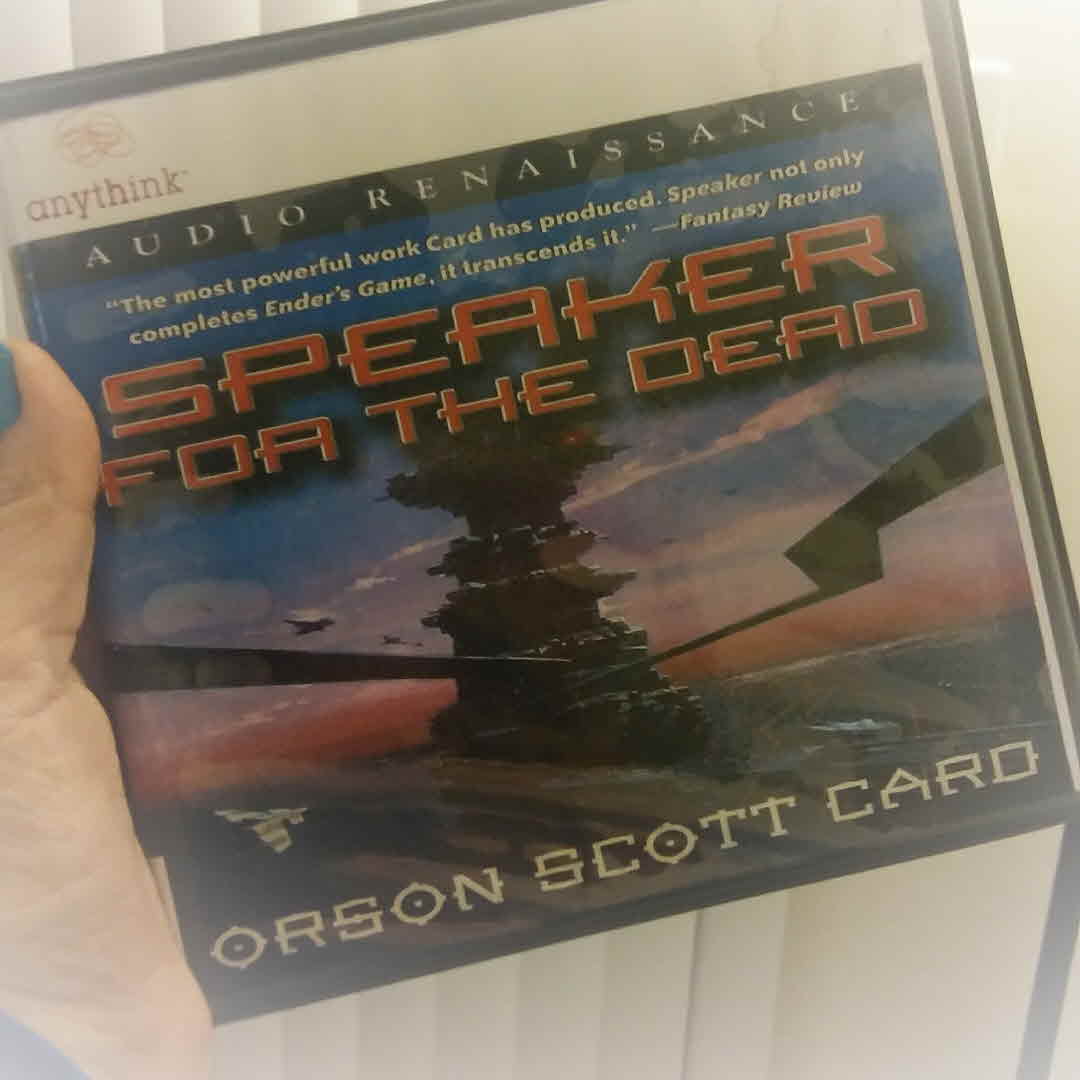 anythink
AUDIO RENAISSANCE
“The most powerful work Card has produced. Speaker not only
completes Ender's Game, it transcends it.” —Fantasy Review
SPEAKER
FOR THE DEAD
ORSON SCOTT CARD